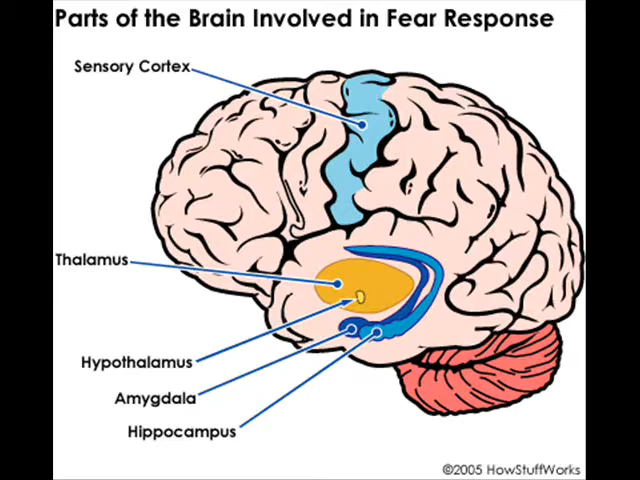 Parts of the Brain Involved in Fear Response
Sensory Cortex
Thalamus
Hypothalamus
Amygdala
Hippocampus
©2005 HowStuffWorks